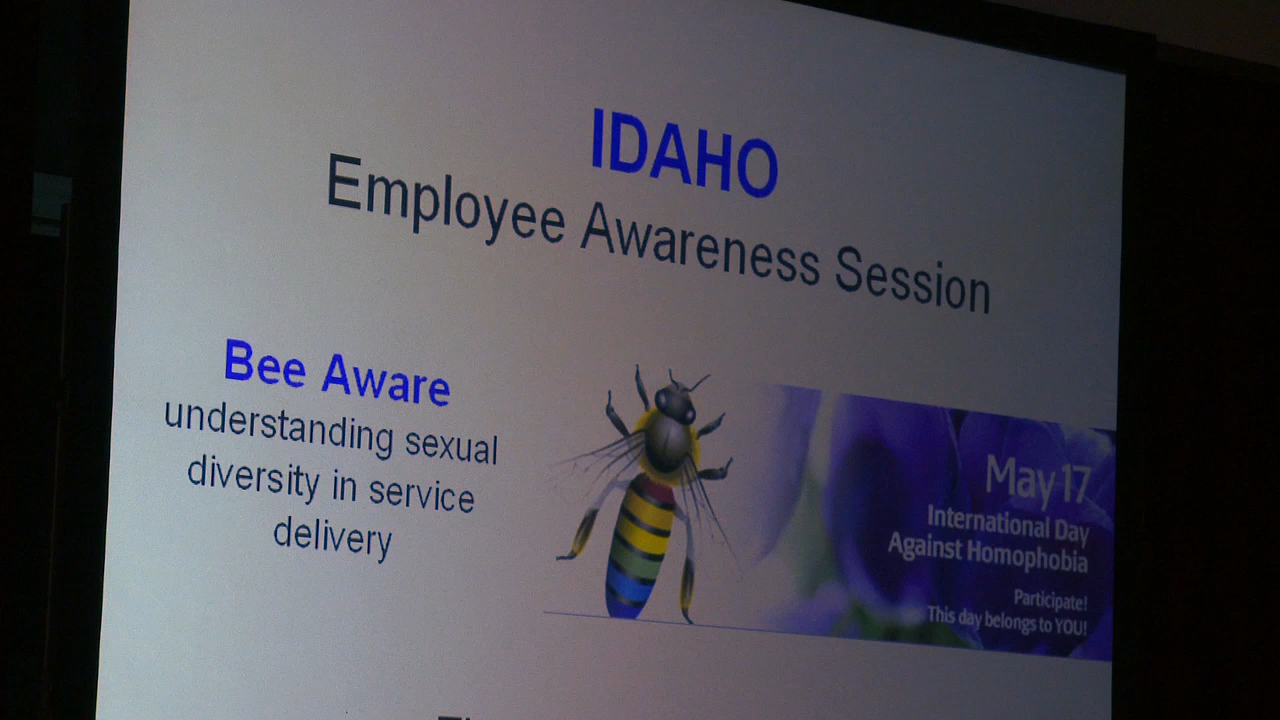 IDAHO
Employee Awareness Session
Bee Aware
understanding sexual
diversity in service
delivery
May 17
International Day
Against Homophobia
Participate!
This day belongs to YOU!